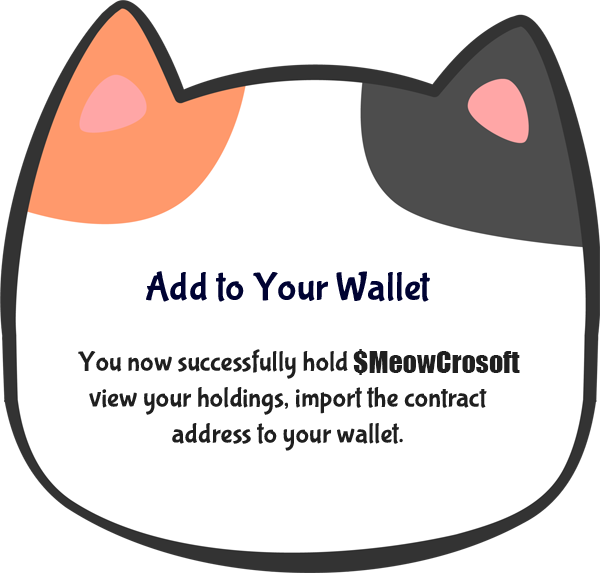 Add to Your Wallet
You now successfully hold $MeowCrosoft
view your holdings, import the contract
address to your wallet.